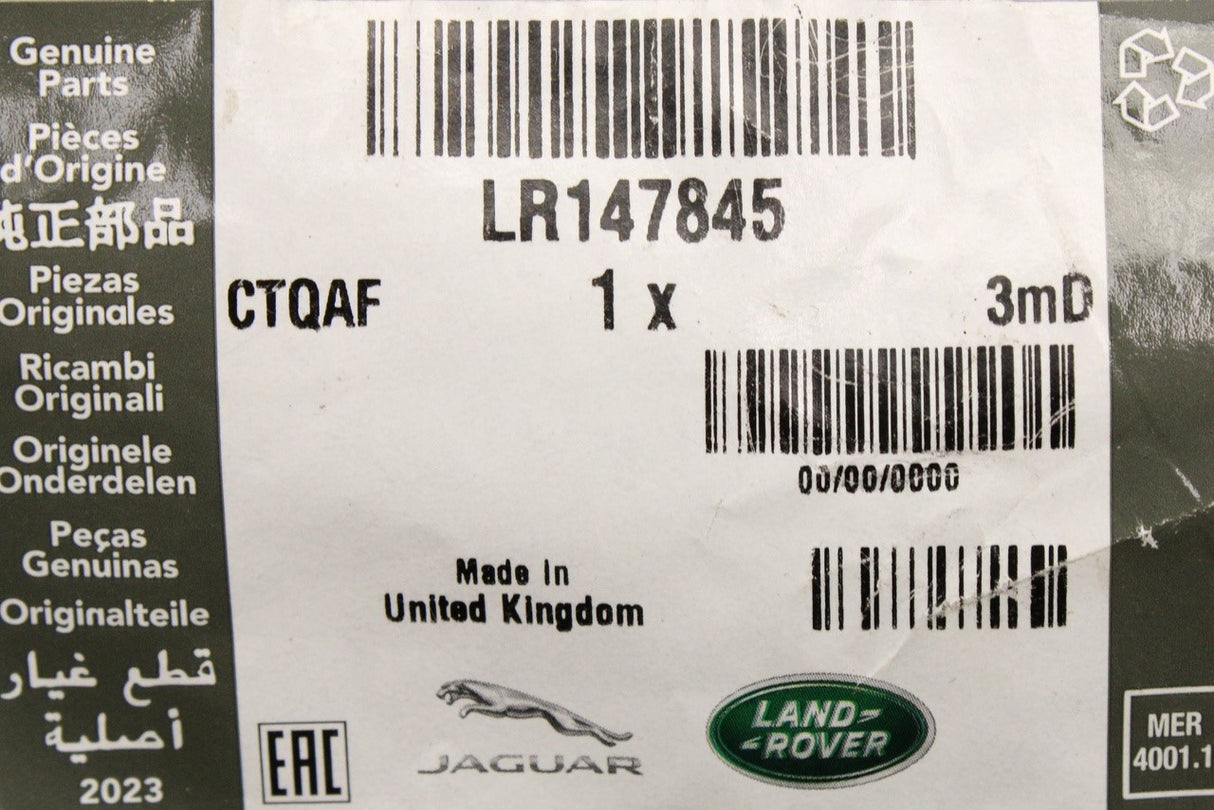 Genuine
Parts
Pièces
d'Origine
純正部品
Piezas
Originales
Ricambi
Originali
Originele
Onderdelen
Peças
Genuinas
Originalteile
قطع غيار
أصلية
2023
LR147845
CTQAF 1 x 3mD
00/00/0000
Made In
United Kingdom
EAC
JAGUAR
LAND-
-ROVER
MER
4001.1